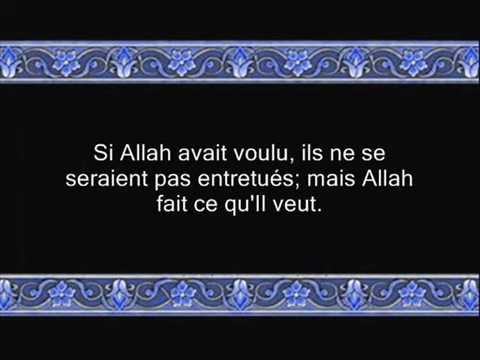 Si Allah avait voulu, ils ne se
seraient pas entretués; mais Allah
fait ce qu'Il veut.